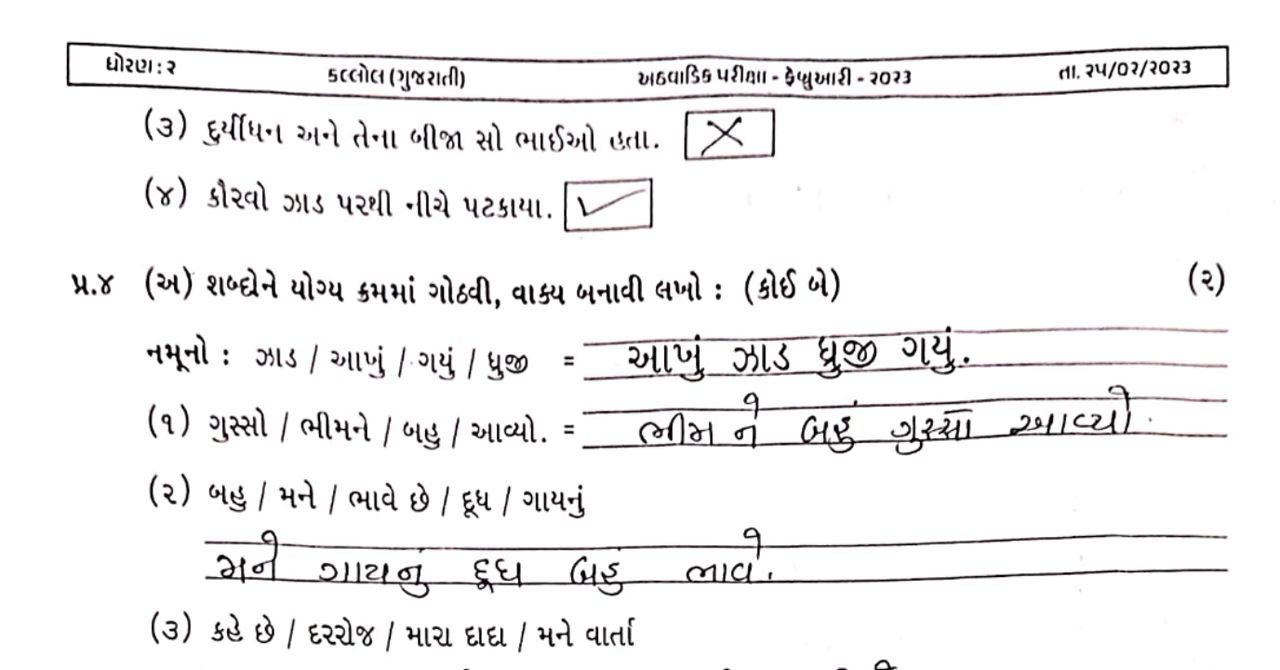 ધોરણ : ૨ કલ્લોલ (ગુજરાતી) અઠવાડિક પરીક્ષા - ફેબ્રુઆરી - ૨૦૨૩ તા. ૨૫/૦૨/૨૦૨૩
(૩) દુર્યોધન અને તેના બીજા સો ભાઈઓ હતા.
(૪) કૌરવો ઝાડ પરથી નીચે પટકાયા.
પ્ર.૪ (અ) શબ્દોને યોગ્ય ક્રમમાં ગોઠવી, વાક્ય બનાવી લખો : (કોઈ બે) (૨)
નમૂનો : ઝાડ / આખું / ગયું / ધ્રુજી = આખું ઝાડ ધ્રુજી ગયું.
(૧) ગુસ્સો / ભીમને / બહુ / આવ્યો. = ભીમ ને બહું ગુસ્સો આવ્યો.
(૨) બહુ / મને / ભાવે છે / દૂધ / ગાયનું
મને ગાયનું દૂધ બહું ભાવે.
(૩) કહે છે / દરરોજ / મારા દાદા / મને વાર્તા